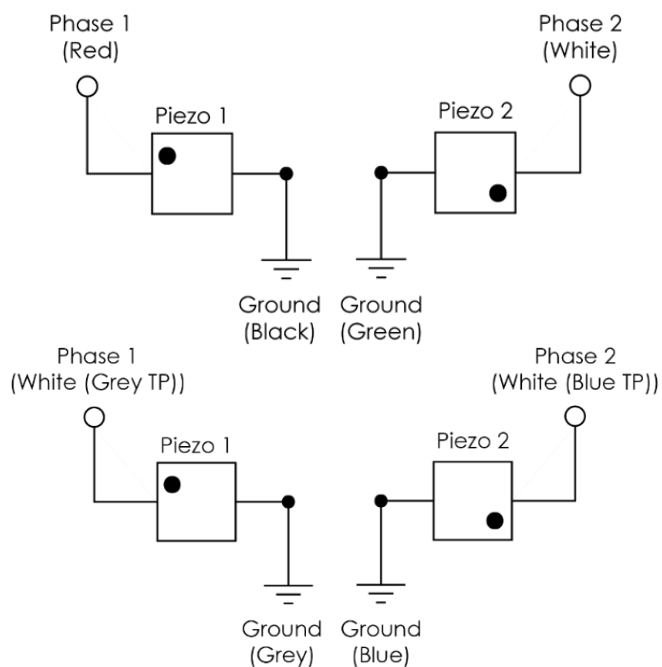 Phase 1
(Red)
Phase 2
(White)
Piezo 1
Piezo 2
Ground
(Black)
Ground
(Green)
Phase 1
(White (Grey TP))
Phase 2
(White (Blue TP))
Piezo 1
Piezo 2
Ground
(Grey)
Ground
(Blue)